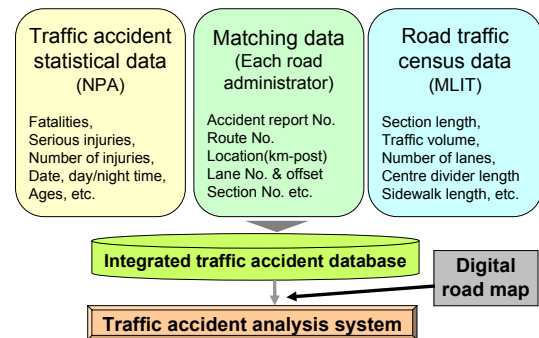 Traffic accident
statistical data
(NPA)
Fatalities,
Serious injuries,
Number of injuries,
Date, day/night time,
Ages, etc.
Matching data
(Each road
administrator)
Accident report No.
Route No.
Location(km-post)
Lane No. & offset
Section No. etc.
Road traffic
census data
(MLIT)
Section length,
Traffic volume,
Number of lanes,
Centre divider length
Sidewalk length, etc.
Integrated traffic accident database
Digital
road map
Traffic accident analysis system